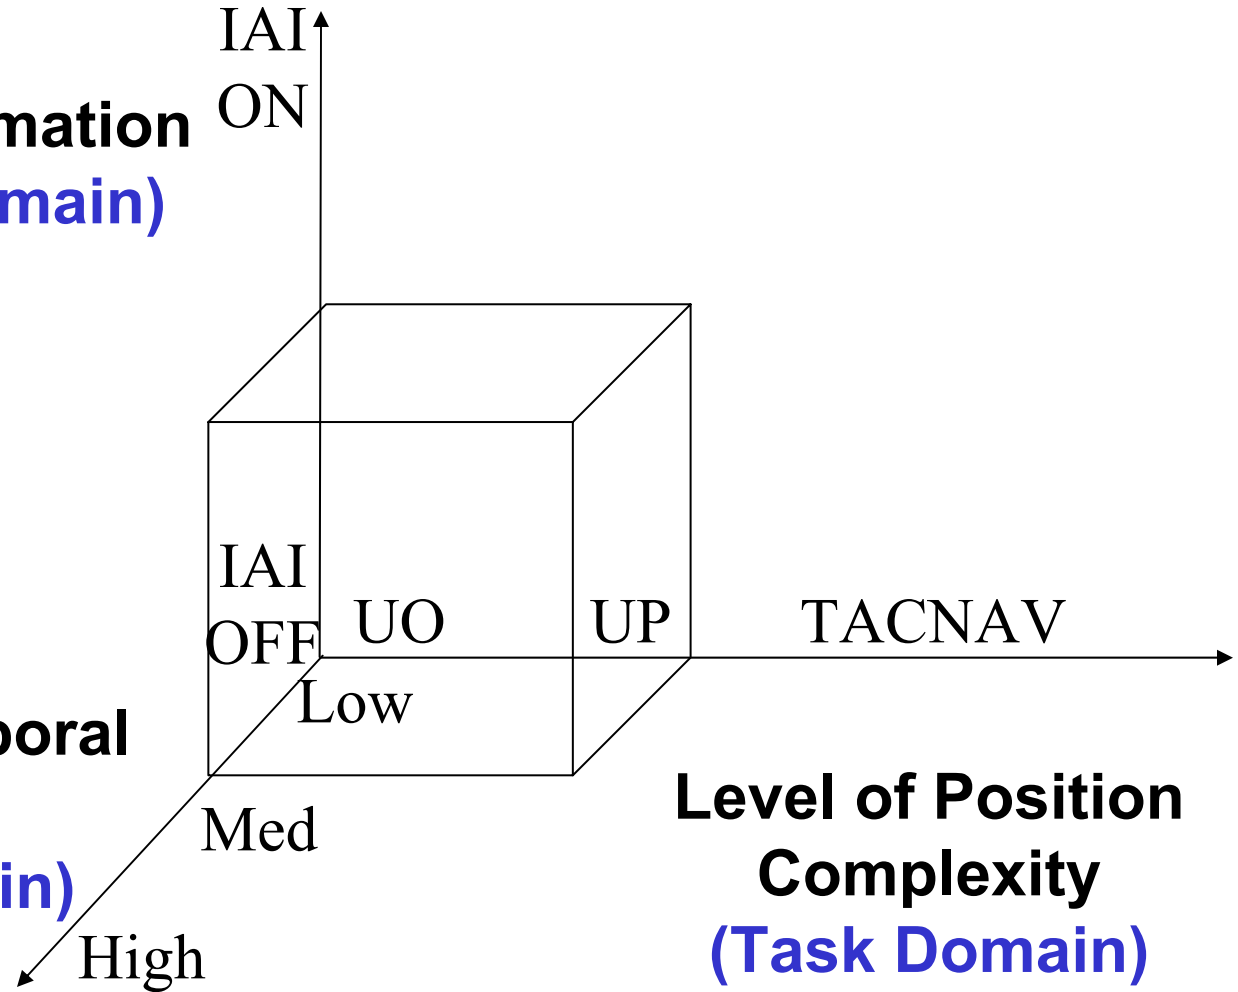 IAI
ON
mation
main)
IAI
OFF
UO
UP
TACNAV
Low
poral
Med
in)
High
Level of Position
Complexity
(Task Domain)